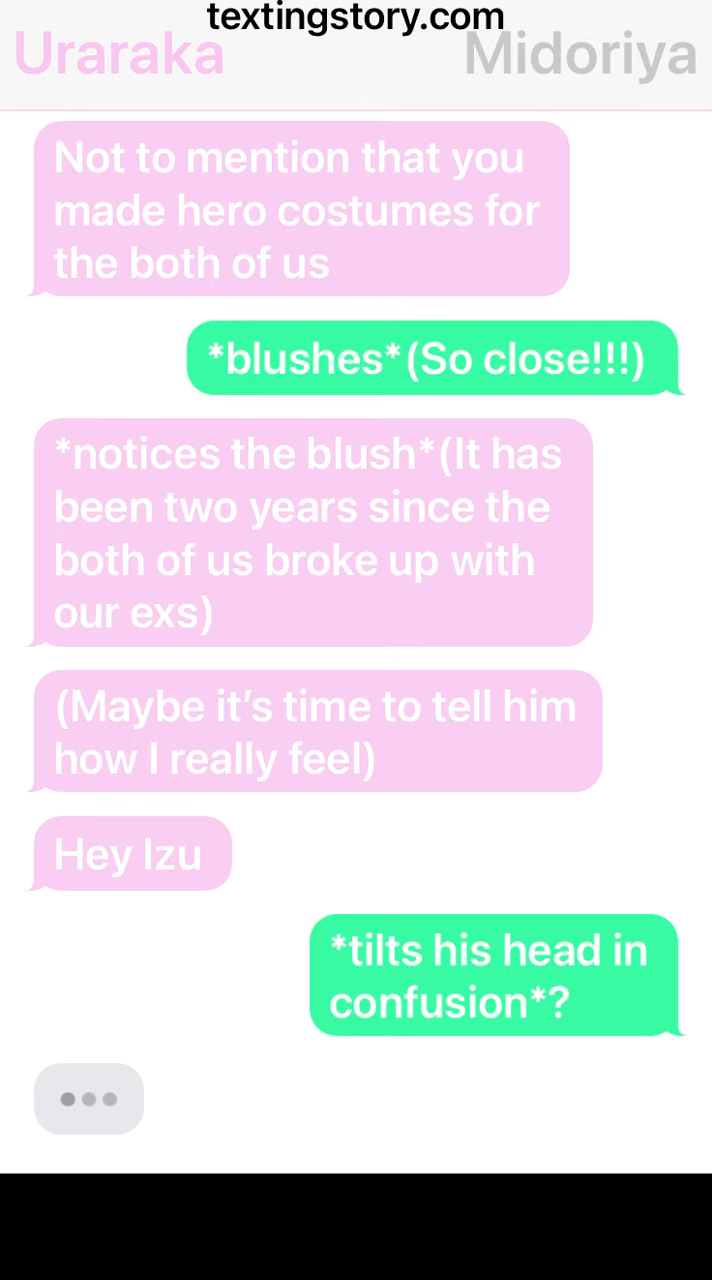 textingstory.com
Uraraka
Midoriya
Not to mention that you
made hero costumes for
the both of us
*blushes*(So close!!!)
*notices the blush*(It has
been two years since the
both of us broke up with
our exs)
(Maybe it’s time to tell him
how I really feel)
Hey Izu
*tilts his head in
confusion*?